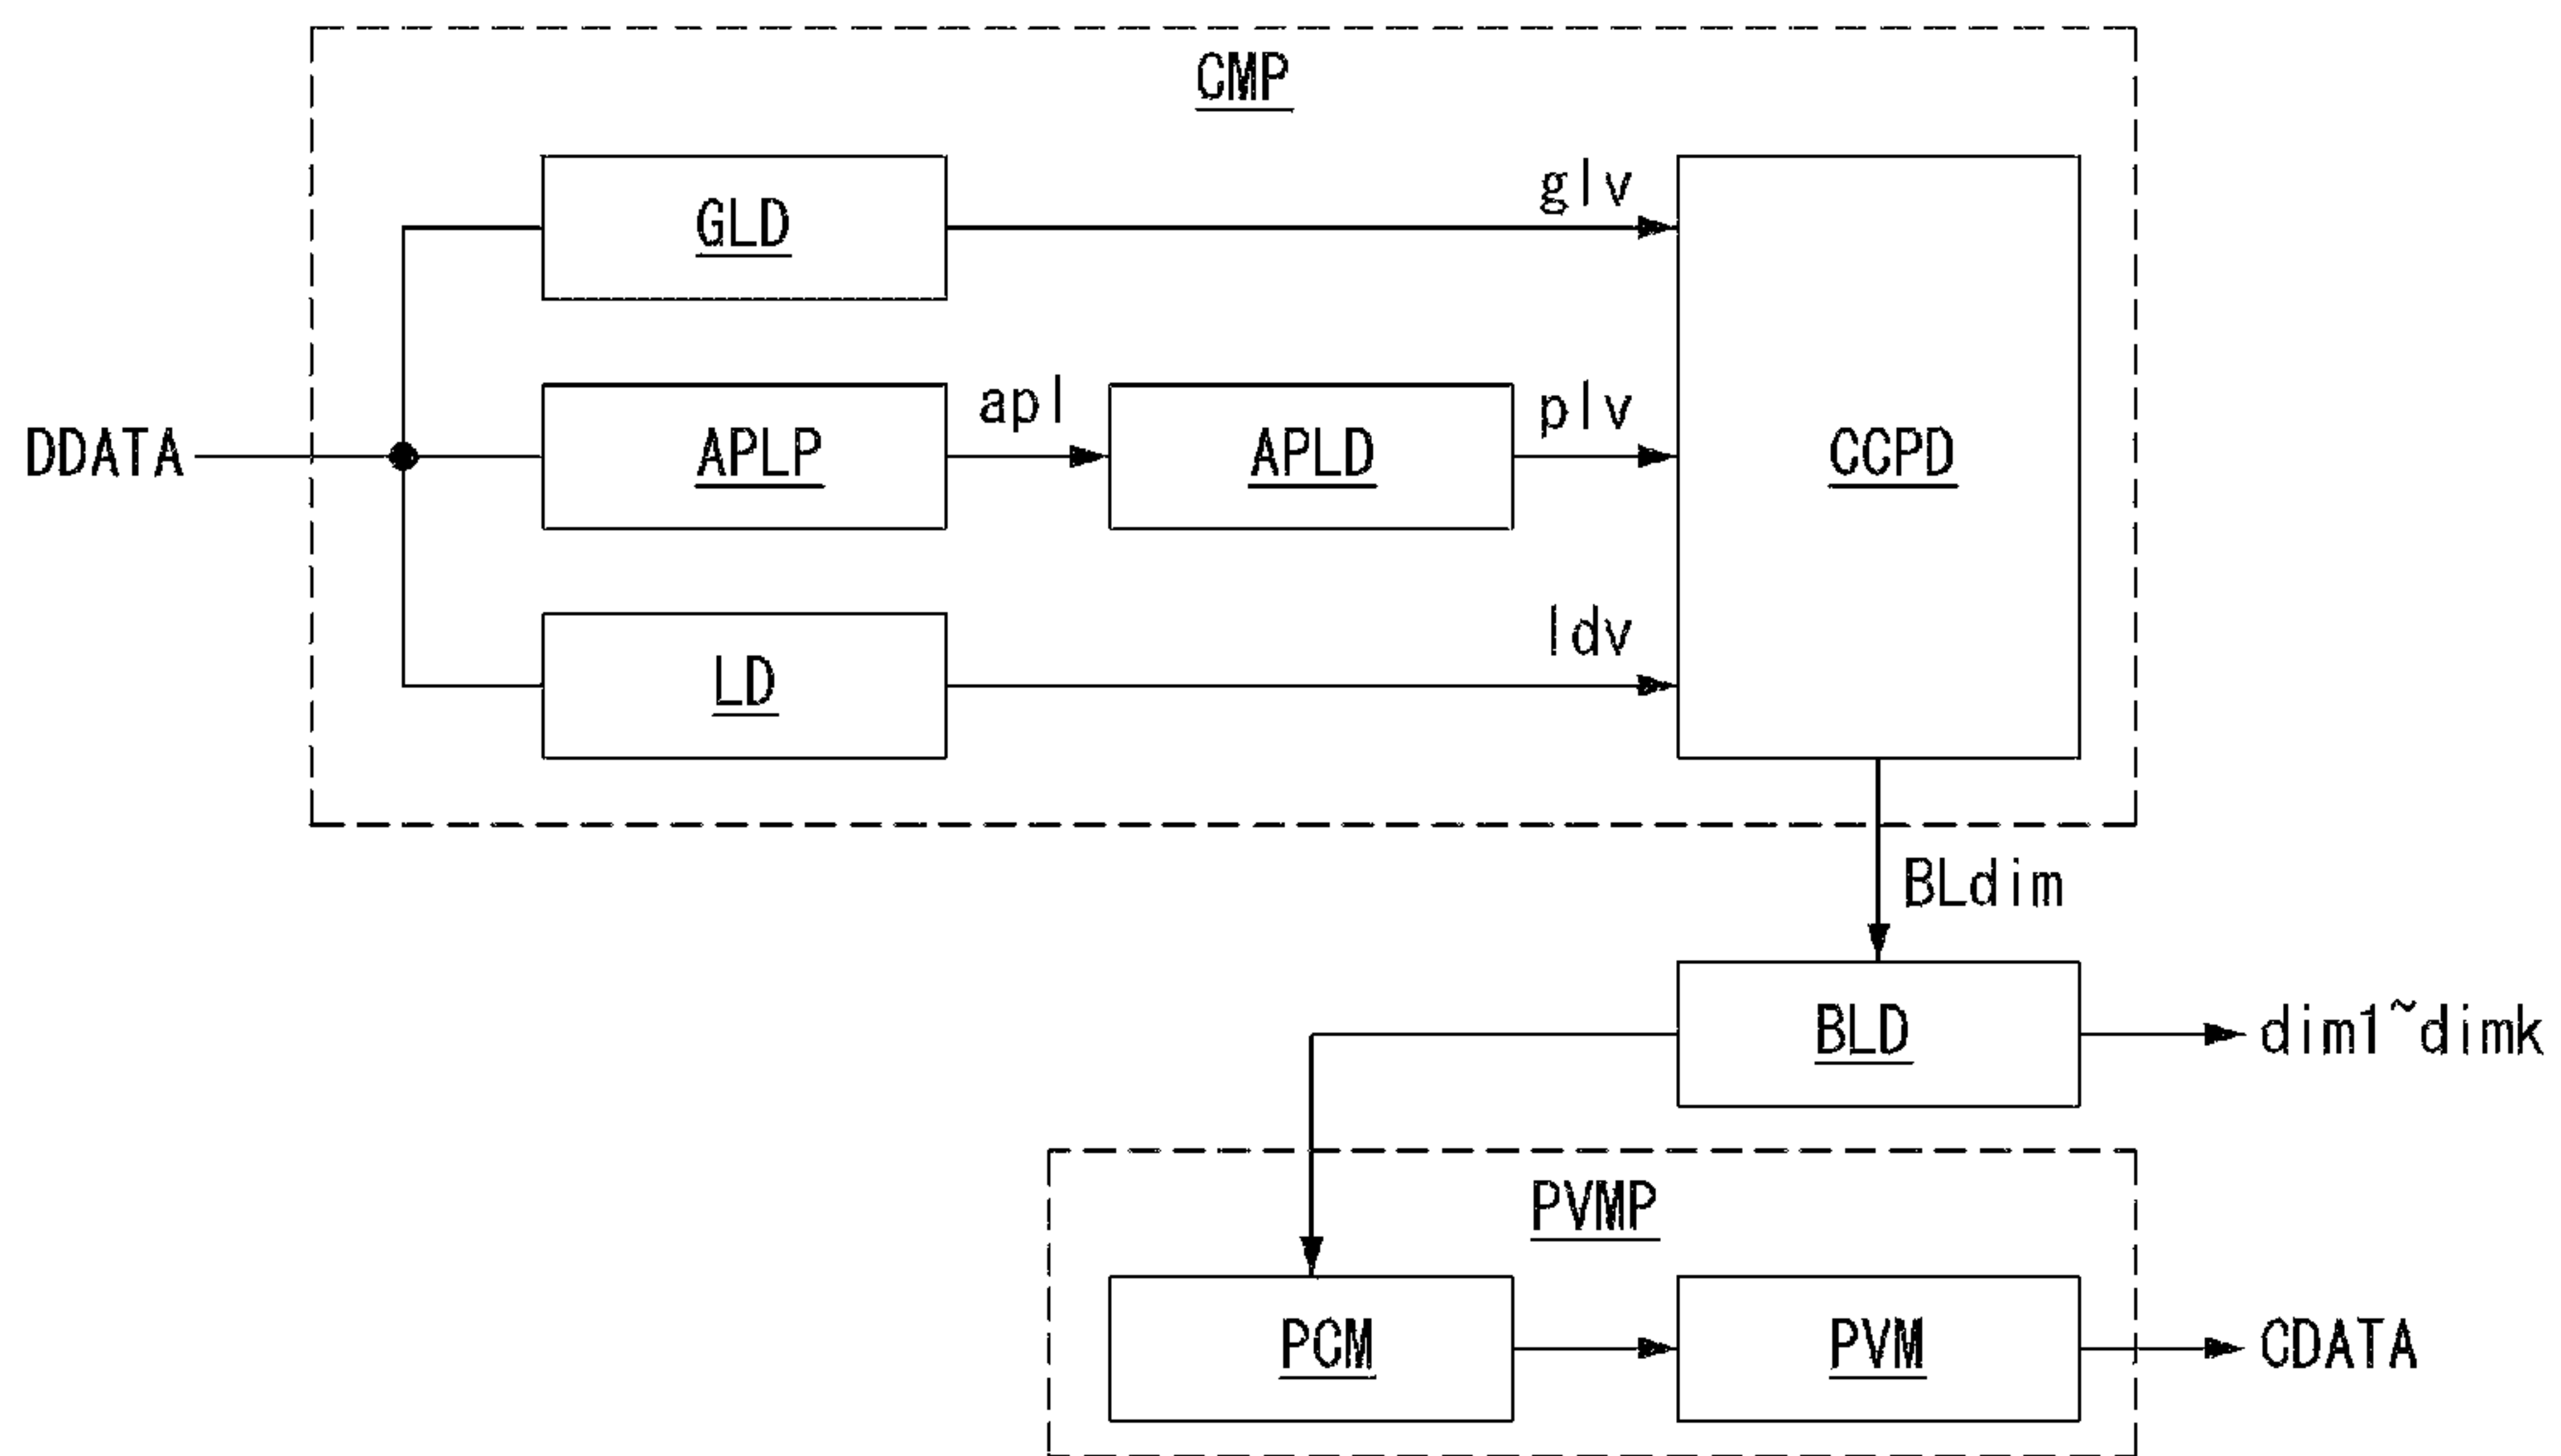 CMP
GLD
glv
DDATA
APLP
apl
APLD
plv
CCPD
LD
ldv
BLdim
BLD
dim1~dimk
PVMP
PCM
PVM
CDATA